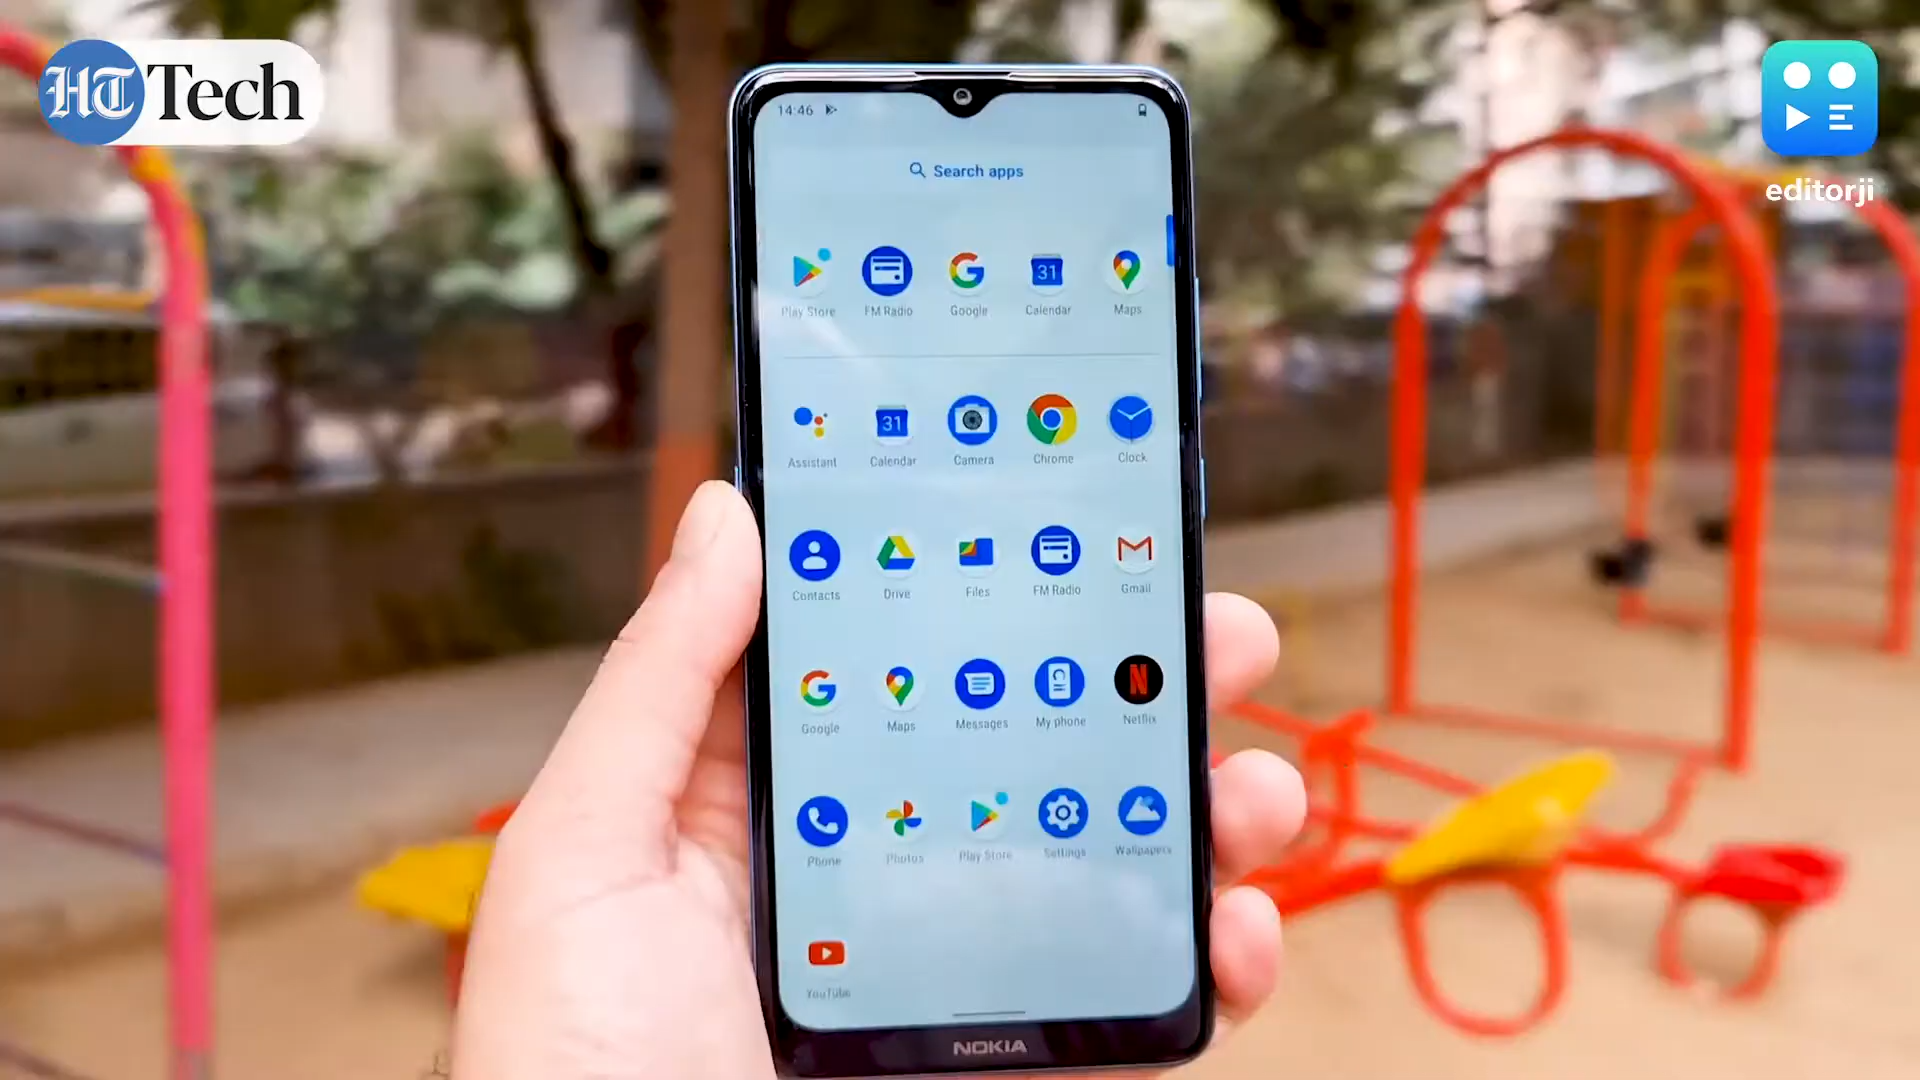 HT Tech
editorji
14:46
Search apps
Play Store FM Radio Google Calendar Maps
31
31
Assistant Calendar Camera Chrome Clock
Contacts Drive Files FM Radio Gmail
Google Maps Messages My phone Netflix
N
Phone Photos Play Store Settings Wallpapers
YouTube
NOKIA